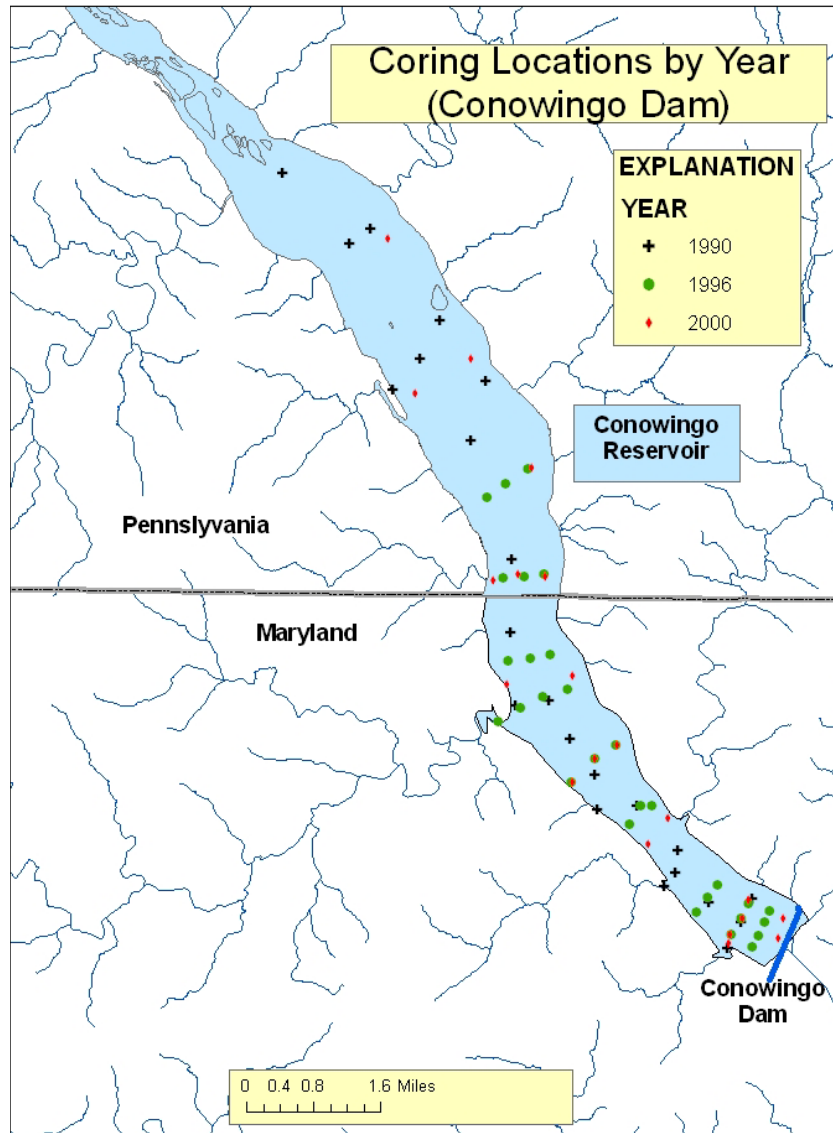 Coring Locations by Year
(Conowingo Dam)
EXPLANATION
YEAR
1990
1996
2000
Conowingo
Reservoir
Pennslyvania
Maryland
Conowingo
Dam
0 0.4 0.8 1.6 Miles